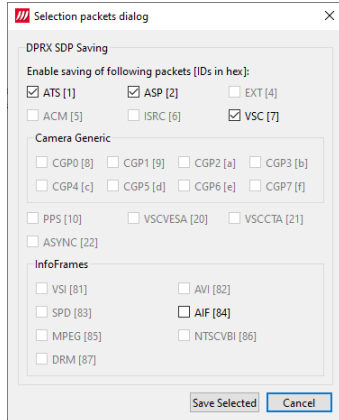 Selection packets dialog
DPRX SDP Saving
Enable saving of following packets [IDs in hex]:
ATS [1] ASP [2] EXT [4]
ACM [5] ISRC [6] VSC [7]
Camera Generic
CGP0 [8] CGP1 [9] CGP2 [a] CGP3 [b]
CGP4 [c] CGP5 [d] CGP6 [e] CGP7 [f]
PPS [10] VSCVESA [20] VSCCTA [21]
ASYNC [22]
InfoFrames
VSI [81] AVI [82]
SPD [83] AIF [84]
MPEG [85] NTSCVBI [86]
DRM [87]
Save Selected Cancel